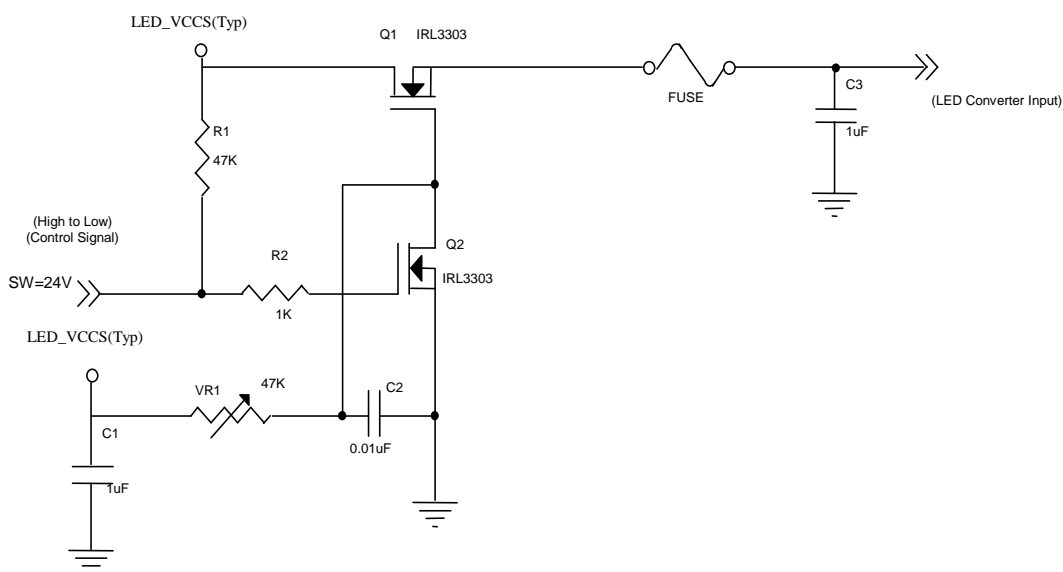 LED_VCCS(Typ)
Q1 IRL3303
FUSE
C3
1uF
(LED Converter Input)
R1
47K
(High to Low)
(Control Signal)
SW=24V
R2
1K
Q2
IRL3303
LED_VCCS(Typ)
VR1
47K
C2
0.01uF
C1
1uF